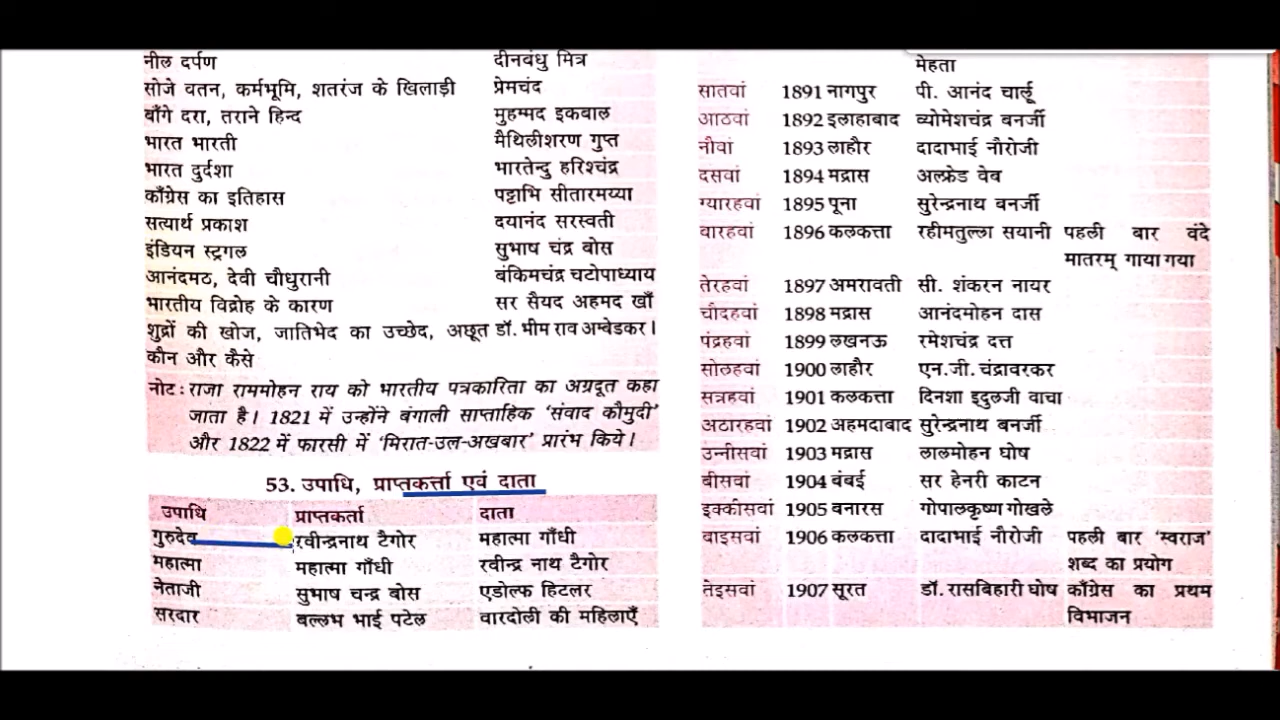 नील दर्पण दीनवंधु मित्र
सोजे वतन, कर्मभूमि, शतरंज के खिलाड़ी प्रेमचंद
बाँगे दरा, तराने हिन्द मुहम्मद इकबाल
भारत भारती मैथिलीशरण गुप्त
भारत दुर्दशा भारतेन्दु हरिश्चंद्र
काँग्रेस का इतिहास पट्टाभि सीतारमय्या
सत्यार्थ प्रकाश दयानंद सरस्वती
इंडियन स्ट्रगल सुभाष चंद्र बोस
आनंदमठ, देवी चौधुरानी बंकिमचंद्र चटोपाध्याय
भारतीय विद्रोह के कारण सर सैयद अहमद खाँ
शुद्रों की खोज, जातिभेद का उच्छेद, अछूत डॉ. भीम राव अम्बेडकर।
कौन और कैसे
नोट : राजा राममोहन राय को भारतीय पत्रकारिता का अग्रदूत कहा
जाता है। 1821 में उन्होंने बंगाली साप्ताहिक ‘संवाद कौमुदी’
और 1822 में फारसी में ‘मिरात-उल-अखबार’ प्रारंभ किये।
53. उपाधि, प्राप्तकर्त्ता एवं दाता
उपाधि प्राप्तकर्ता दाता
गुरुदेव रवीन्द्रनाथ टैगोर महात्मा गाँधी
महात्मा महात्मा गाँधी रवीन्द्र नाथ टैगोर
नेताजी सुभाष चन्द्र बोस एडोल्फ हिटलर
सरदार बल्लभ भाई पटेल वारदोली की महिलाएँ
मेहता
सातवां 1891 नागपुर पी. आनंद चार्लू
आठवां 1892 इलाहाबाद व्योमेशचंद्र बनर्जी
नौवां 1893 लाहौर दादाभाई नौरोजी
दसवां 1894 मद्रास अल्फ्रेड वेव
ग्यारहवां 1895 पूना सुरेन्द्रनाथ बनर्जी
वारहवां 1896 कलकत्ता रहीमतुल्ला सयानी पहली बार वंदे
मातरम् गाया गया
तेरहवां 1897 अमरावती सी. शंकरन नायर
चौदहवां 1898 मद्रास आनंदमोहन दास
पंद्रहवां 1899 लखनऊ रमेशचंद्र दत्त
सोलहवां 1900 लाहौर एन.जी. चंद्रावरकर
सत्रहवां 1901 कलकत्ता दिनशा इदुलजी वाचा
अठारहवां 1902 अहमदाबाद सुरेन्द्रनाथ बनर्जी
उन्नीसवां 1903 मद्रास लालमोहन घोष
बीसवां 1904 बंबई सर हेनरी काटन
इक्कीसवां 1905 बनारस गोपालकृष्ण गोखले
बाइसवां 1906 कलकत्ता दादाभाई नौरोजी पहली बार ‘स्वराज’
शब्द का प्रयोग
तेइसवां 1907 सूरत डॉ. रासबिहारी घोष काँग्रेस का प्रथम
विभाजन